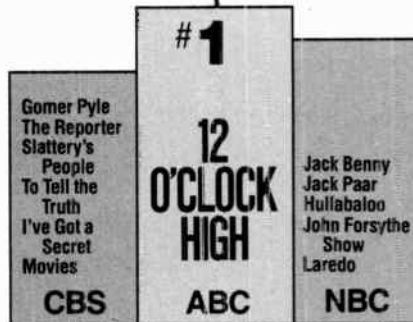 Gomer Pyle
The Reporter
Slattery's
People
To Tell the
Truth
I've Got a
Secret
Movies
CBS
#1
12
O'CLOCK
HIGH
ABC
Jack Benny
Jack Paar
Hullabaloo
John Forsythe
Show
Laredo
NBC